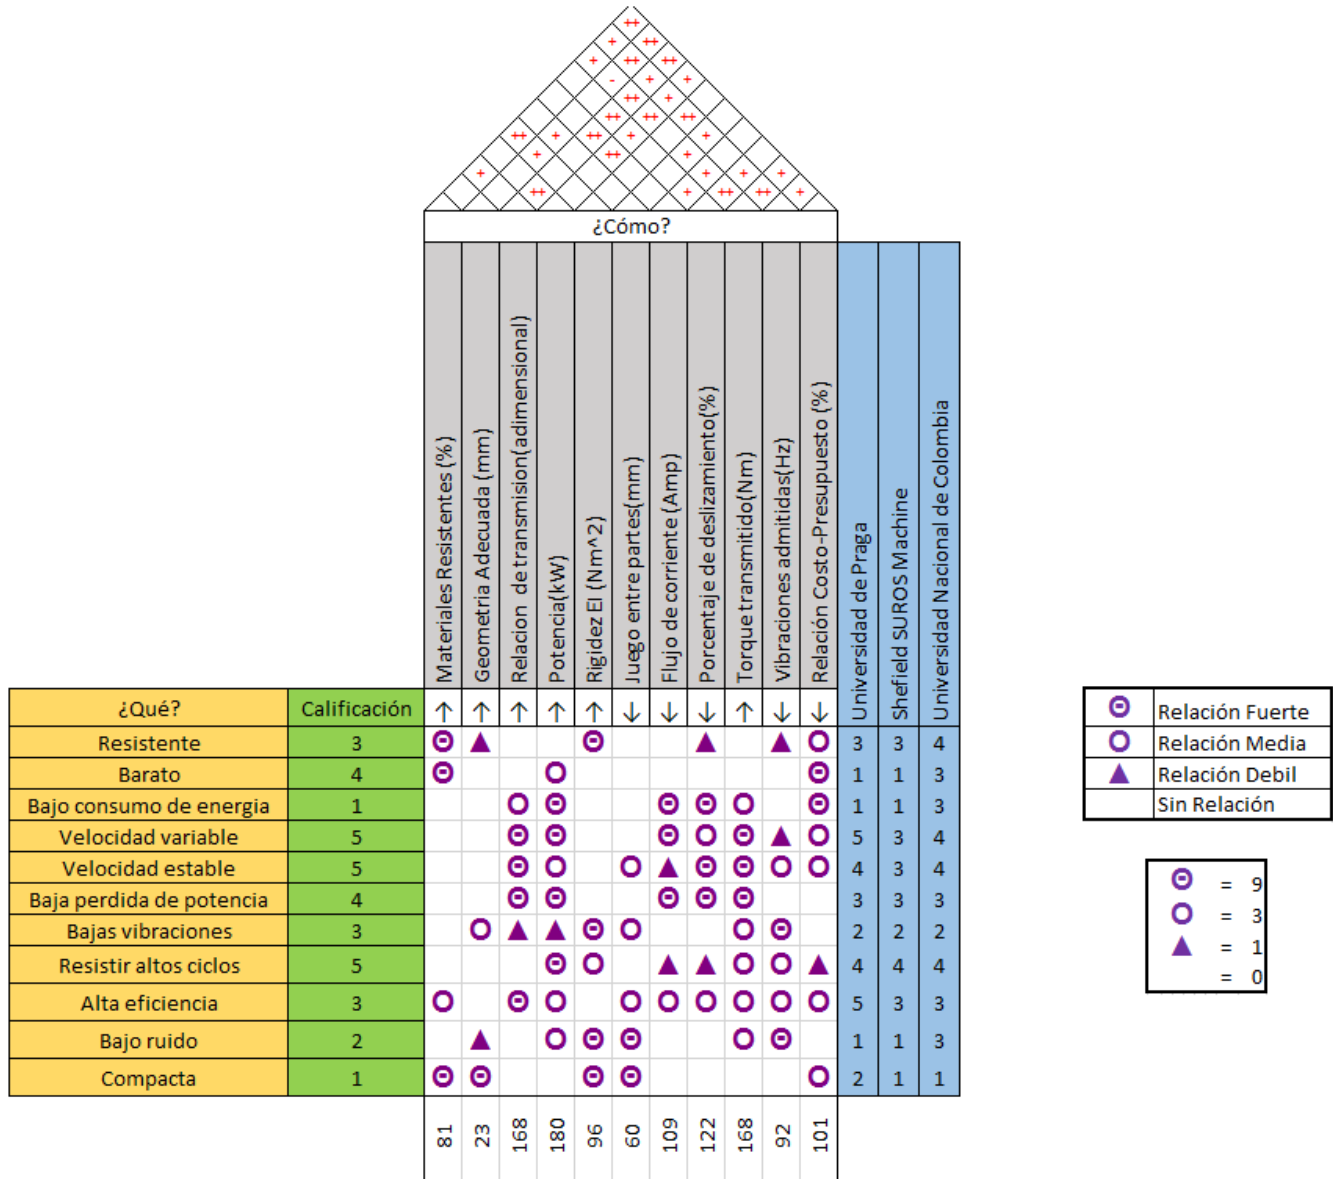 ¿Cómo?
Materiales Resistentes (%)
Geometria Adecuada (mm)
Relacion de transmision(adimensional)
Potencia(kW)
Rigidez EI (Nm^2)
Juego entre partes(mm)
Flujo de corriente (Amp)
Porcentaje de deslizamiento(%)
Torque transmitido(Nm)
Vibraciones admitidas(Hz)
Relación Costo-Presupuesto (%)
Universidad de Praga
Shefield SUROS Machine
Universidad Nacional de Colombia
¿Qué? Calificación ↑ ↑ ↑ ↑ ↑ ↓ ↓ ↓ ↑ ↓ ↓
Resistente 3 3 3 4
Barato 4 1 1 3
Bajo consumo de energia 1 1 1 3
Velocidad variable 5 5 3 4
Velocidad estable 5 4 3 4
Baja perdida de potencia 4 3 3 3
Bajas vibraciones 3 2 2 2
Resistir altos ciclos 5 4 4 4
Alta eficiencia 3 5 3 3
Bajo ruido 2 1 1 3
Compacta 1 2 1 1
81 23 168 180 96 60 109 122 168 92 101
Relación Fuerte
Relación Media
Relación Debil
Sin Relación
= 9
= 3
= 1
= 0